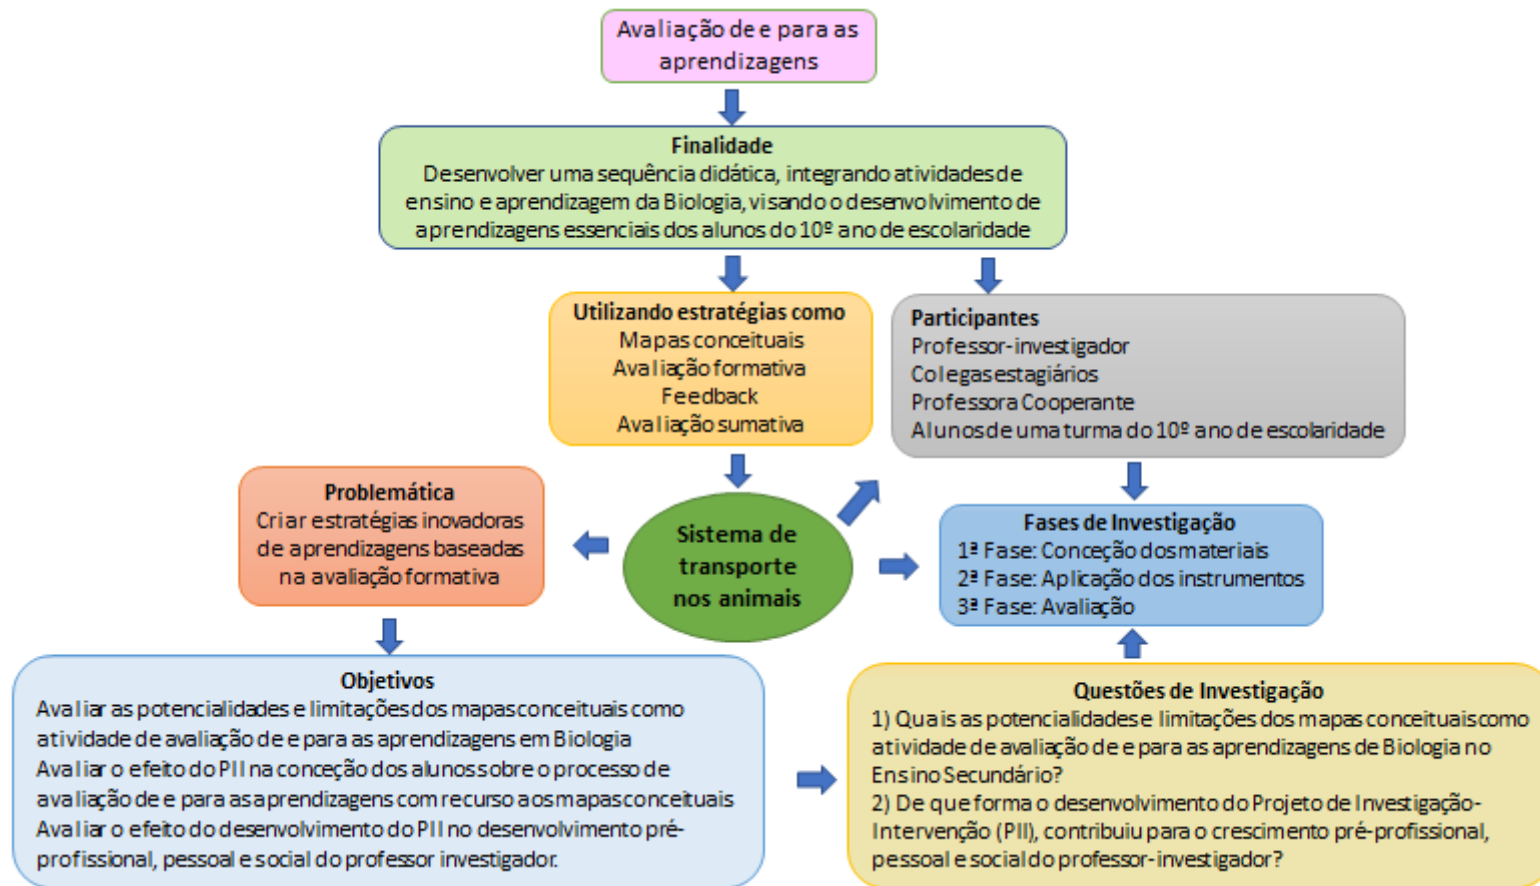 Avaliação de e para as
aprendizagens
Finalidade
Desenvolver uma sequência didática, integrando atividades de
ensino e aprendizagem da Biologia, visando o desenvolvimento de
aprendizagens essenciais dos alunos do 10º ano de escolaridade
Utilizando estratégias como
Mapas conceituais
Avaliação formativa
Feedback
Avaliação sumativa
Participantes
Professor-investigador
Colegas estagiários
Professora Cooperante
Alunos de uma turma do 10º ano de escolaridade
Problemática
Criar estratégias inovadoras
de aprendizagens baseadas
na avaliação formativa
Sistema de
transporte
nos animais
Fases de Investigação
1ª Fase: Conceção dos materiais
2ª Fase: Aplicação dos instrumentos
3ª Fase: Avaliação
Objetivos
Avaliar as potencialidades e limitações dos mapas conceituais como
atividade de avaliação de e para as aprendizagens em Biologia
Avaliar o efeito do PII na conceção dos alunos sobre o processo de
avaliação de e para as aprendizagens com recurso aos mapas conceituais
Avaliar o efeito do desenvolvimento do PII no desenvolvimento pré-
profissional, pessoal e social do professor investigador.
Questões de Investigação
1) Quais as potencialidades e limitações dos mapas conceituais como
atividade de avaliação de e para as aprendizagens de Biologia no
Ensino Secundário?
2) De que forma o desenvolvimento do Projeto de Investigação-
Intervenção (PII), contribuiu para o crescimento pré-profissional,
pessoal e social do professor-investigador?